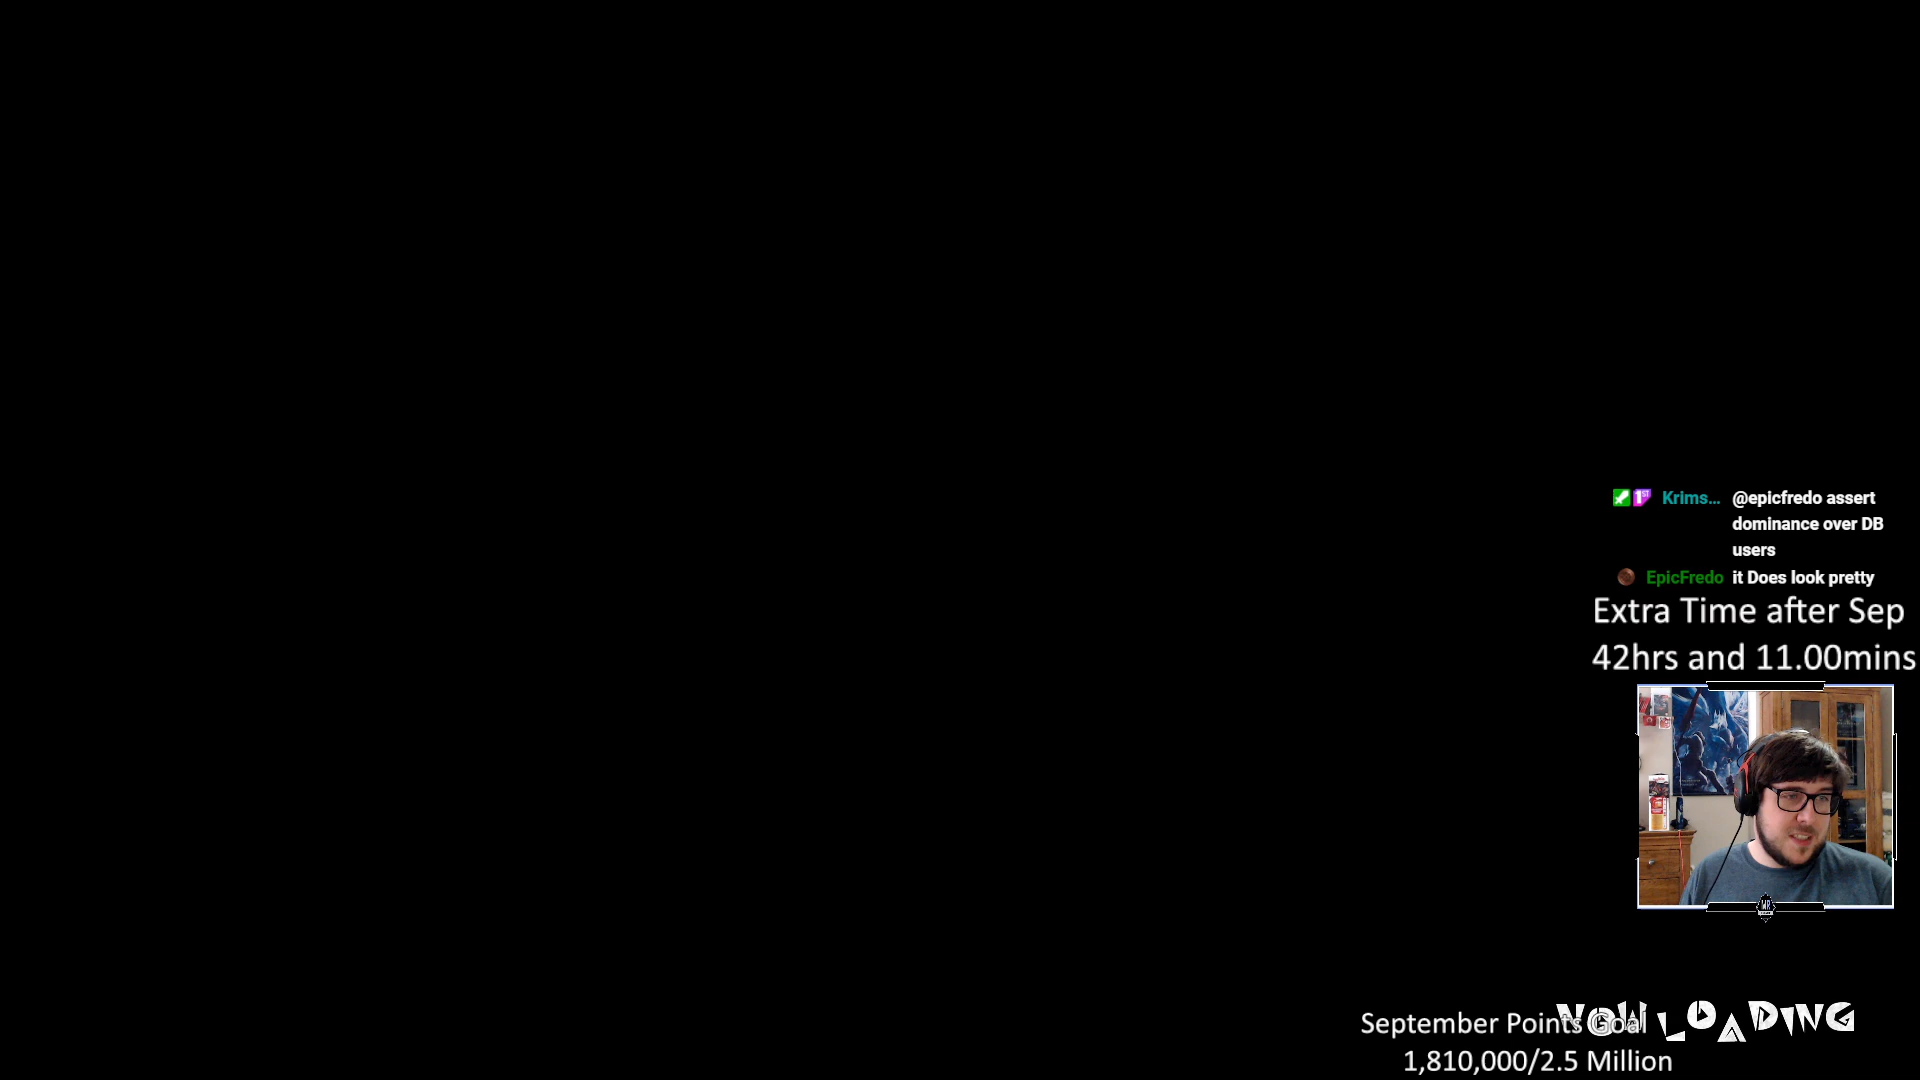 Krims... @epicfredo assert
dominance over DB
users
EpicFredo it Does look pretty
Extra Time after Sep
42hrs and 11.00mins
September Points Goal
1,810,000/2.5 Million
NOW LOADING